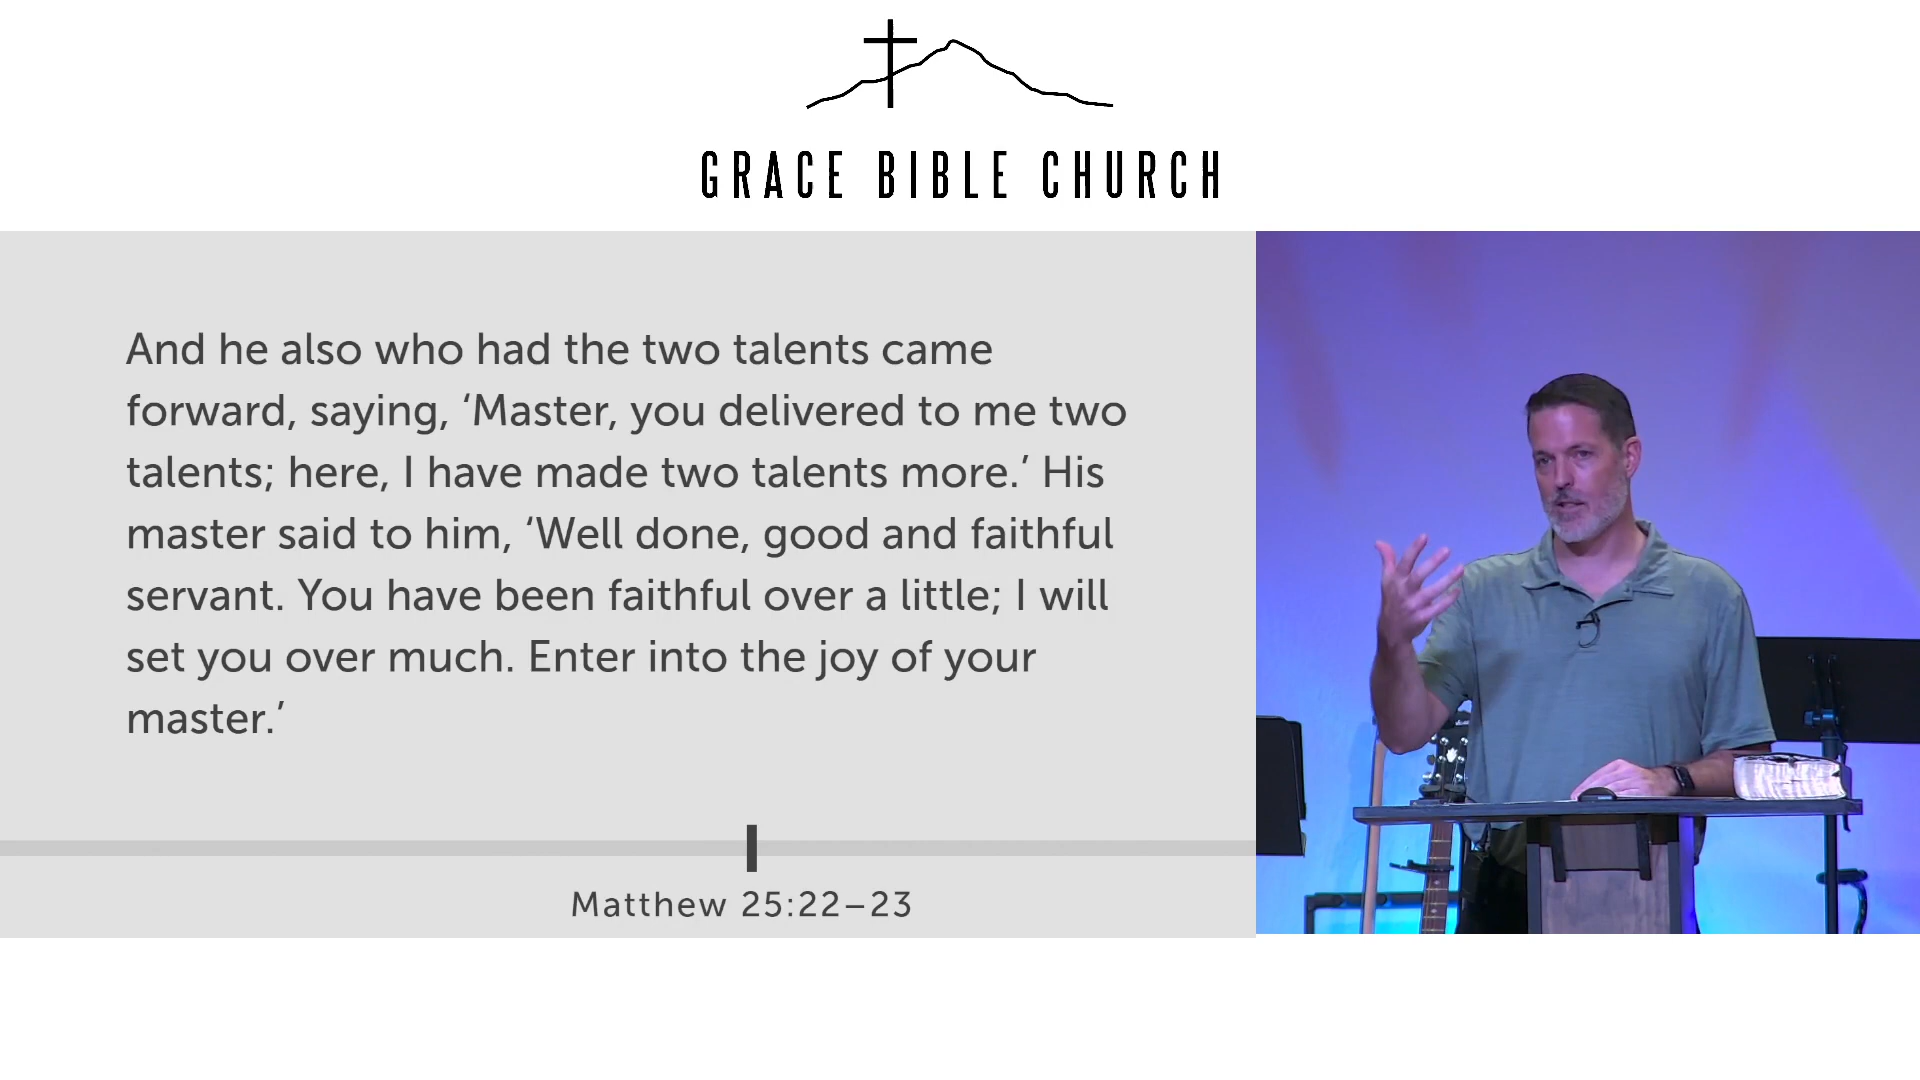 GRACE BIBLE CHURCH
And he also who had the two talents came
forward, saying, ‘Master, you delivered to me two
talents; here, I have made two talents more.’ His
master said to him, ‘Well done, good and faithful
servant. You have been faithful over a little; I will
set you over much. Enter into the joy of your
master.’
Matthew 25:22–23